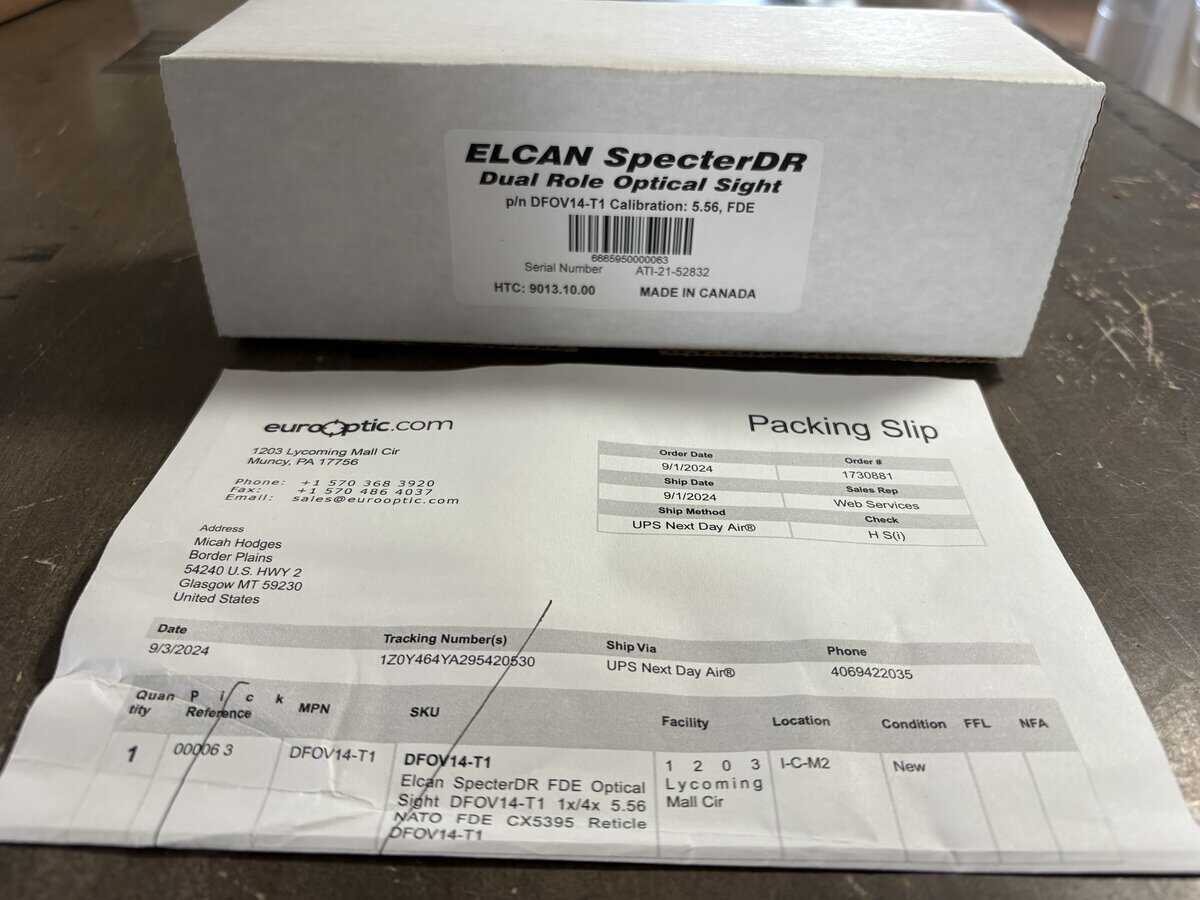 ELCAN SpecterDR
Dual Role Optical Sight
p/n DFOV14-T1 Calibration: 5.56, FDE
6665950000063
Serial Number ATI-21-52832
HTC: 9013.10.00 MADE IN CANADA
eurooptic.com
Packing Slip
1203 Lycoming Mall Cir
Muncy, PA 17756
Phone: +1 570 368 3920
Fax: +1 570 486 4037
Email: sales@eurooptic.com
Order Date Order #
9/1/2024 1730881
Ship Date Sales Rep
9/1/2024 Web Services
Ship Method Check
UPS Next Day Air® H S(i)
Address
Micah Hodges
Border Plains
54240 U.S. HWY 2
Glasgow MT 59230
United States
Date Tracking Number(s) Ship Via Phone
9/3/2024 1Z0Y464YA295420530 UPS Next Day Air® 4069422035
Quan Pick
tity Reference MPN SKU Facility Location Condition FFL NFA
1 00006 3 DFOV14-T1 DFOV14-T1 1203 I-C-M2 New
Elcan SpecterDR FDE Optical Lycoming
Sight DFOV14-T1 1x/4x 5.56 Mall Cir
NATO FDE CX5395 Reticle
DFOV14-T1